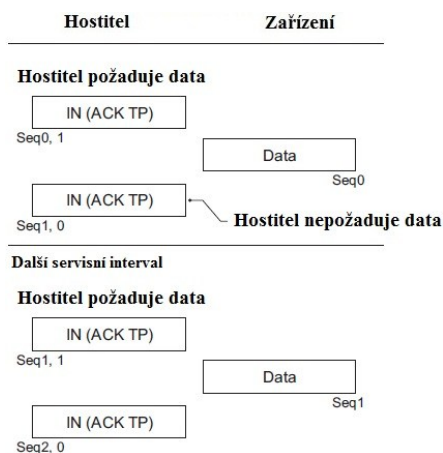 Hostitel Zařízení
Hostitel požaduje data
IN (ACK TP)
Seq0, 1
Data
Seq0
IN (ACK TP)
Seq1, 0
Hostitel nepožaduje data
Další servisní interval
Hostitel požaduje data
IN (ACK TP)
Seq1, 1
Data
Seq1
IN (ACK TP)
Seq2, 0